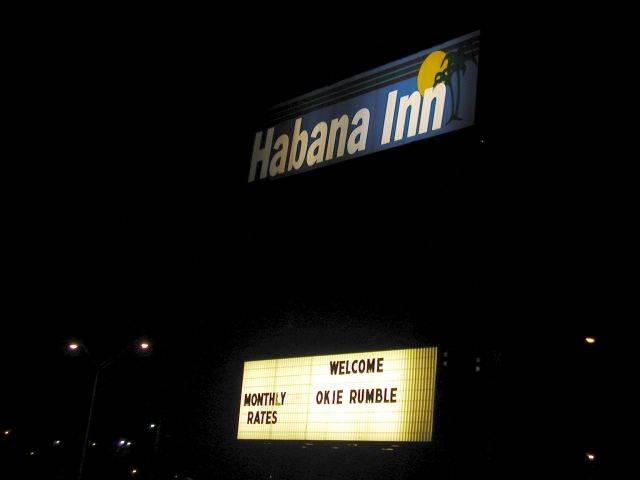 Habana Inn
WELCOME
MONTHLY OKIE RUMBLE
RATES